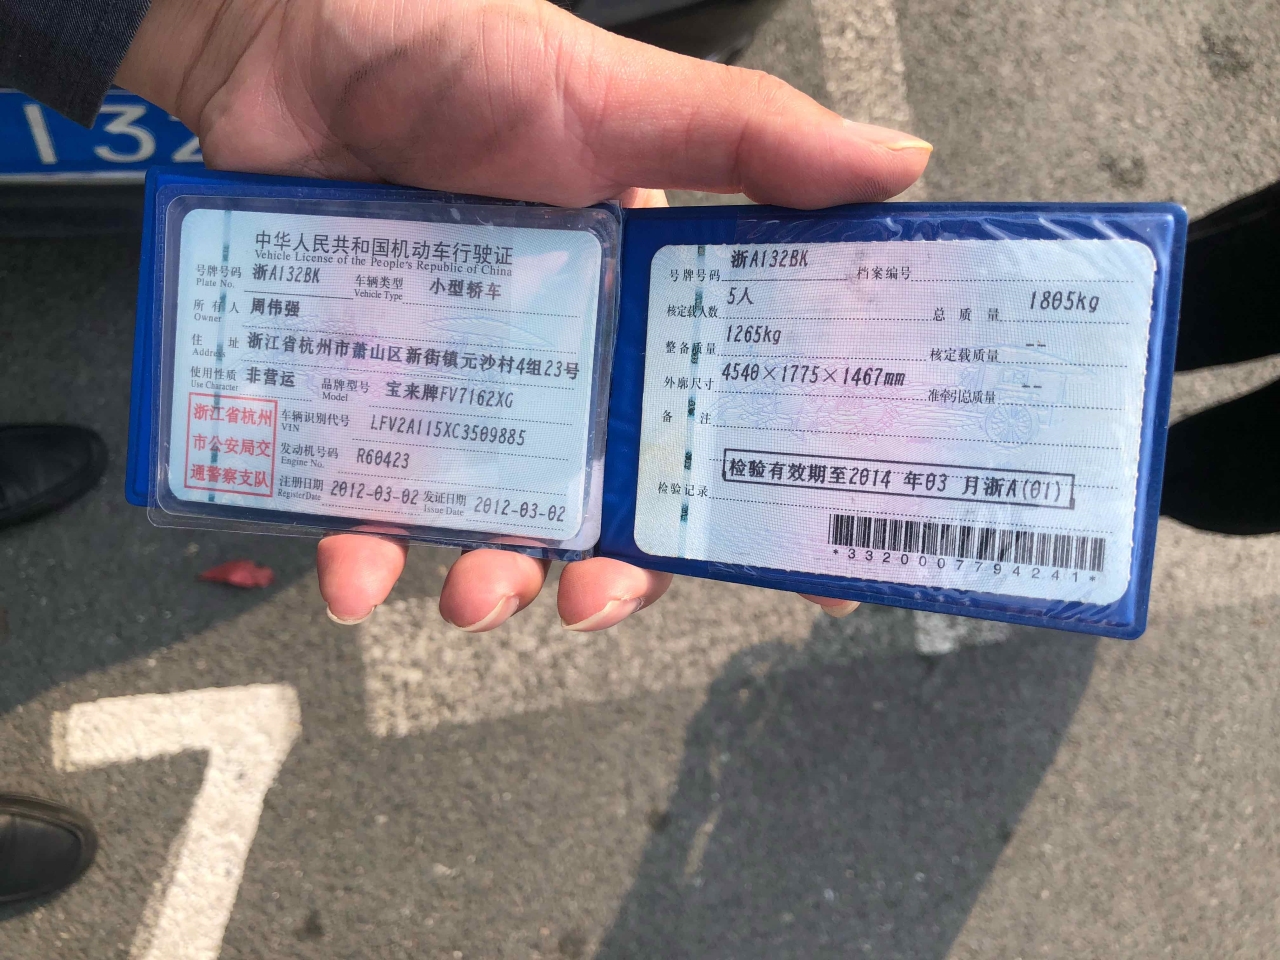 132
中华人民共和国机动车行驶证
Vehicle License of the People's Republic of China
号牌号码 浙A132BK 车辆类型 小型轿车
Plate No. Vehicle Type
所有人 周伟强
Owner
住址 浙江省杭州市萧山区新街镇元沙村4组23号
Address
使用性质 非营运 品牌型号 宝来牌FV7162XG
Use Character Model
浙江省杭州
市公安局交
通警察支队
车辆识别代号 LFV2A115XC3509885
VIN
发动机号码 R60423
Engine No.
注册日期 2012-03-02 发证日期 2012-03-02
Register Date Issue Date
号牌号码 浙A132BK 档案编号
核定载人数 5人 总质量 1805kg
整备质量 1265kg 核定载质量 --
外廓尺寸 4540×1775×1467mm 准牵引总质量 --
备注
检验记录 检验有效期至2014 年03 月浙A(01)
*3320007794241*
7